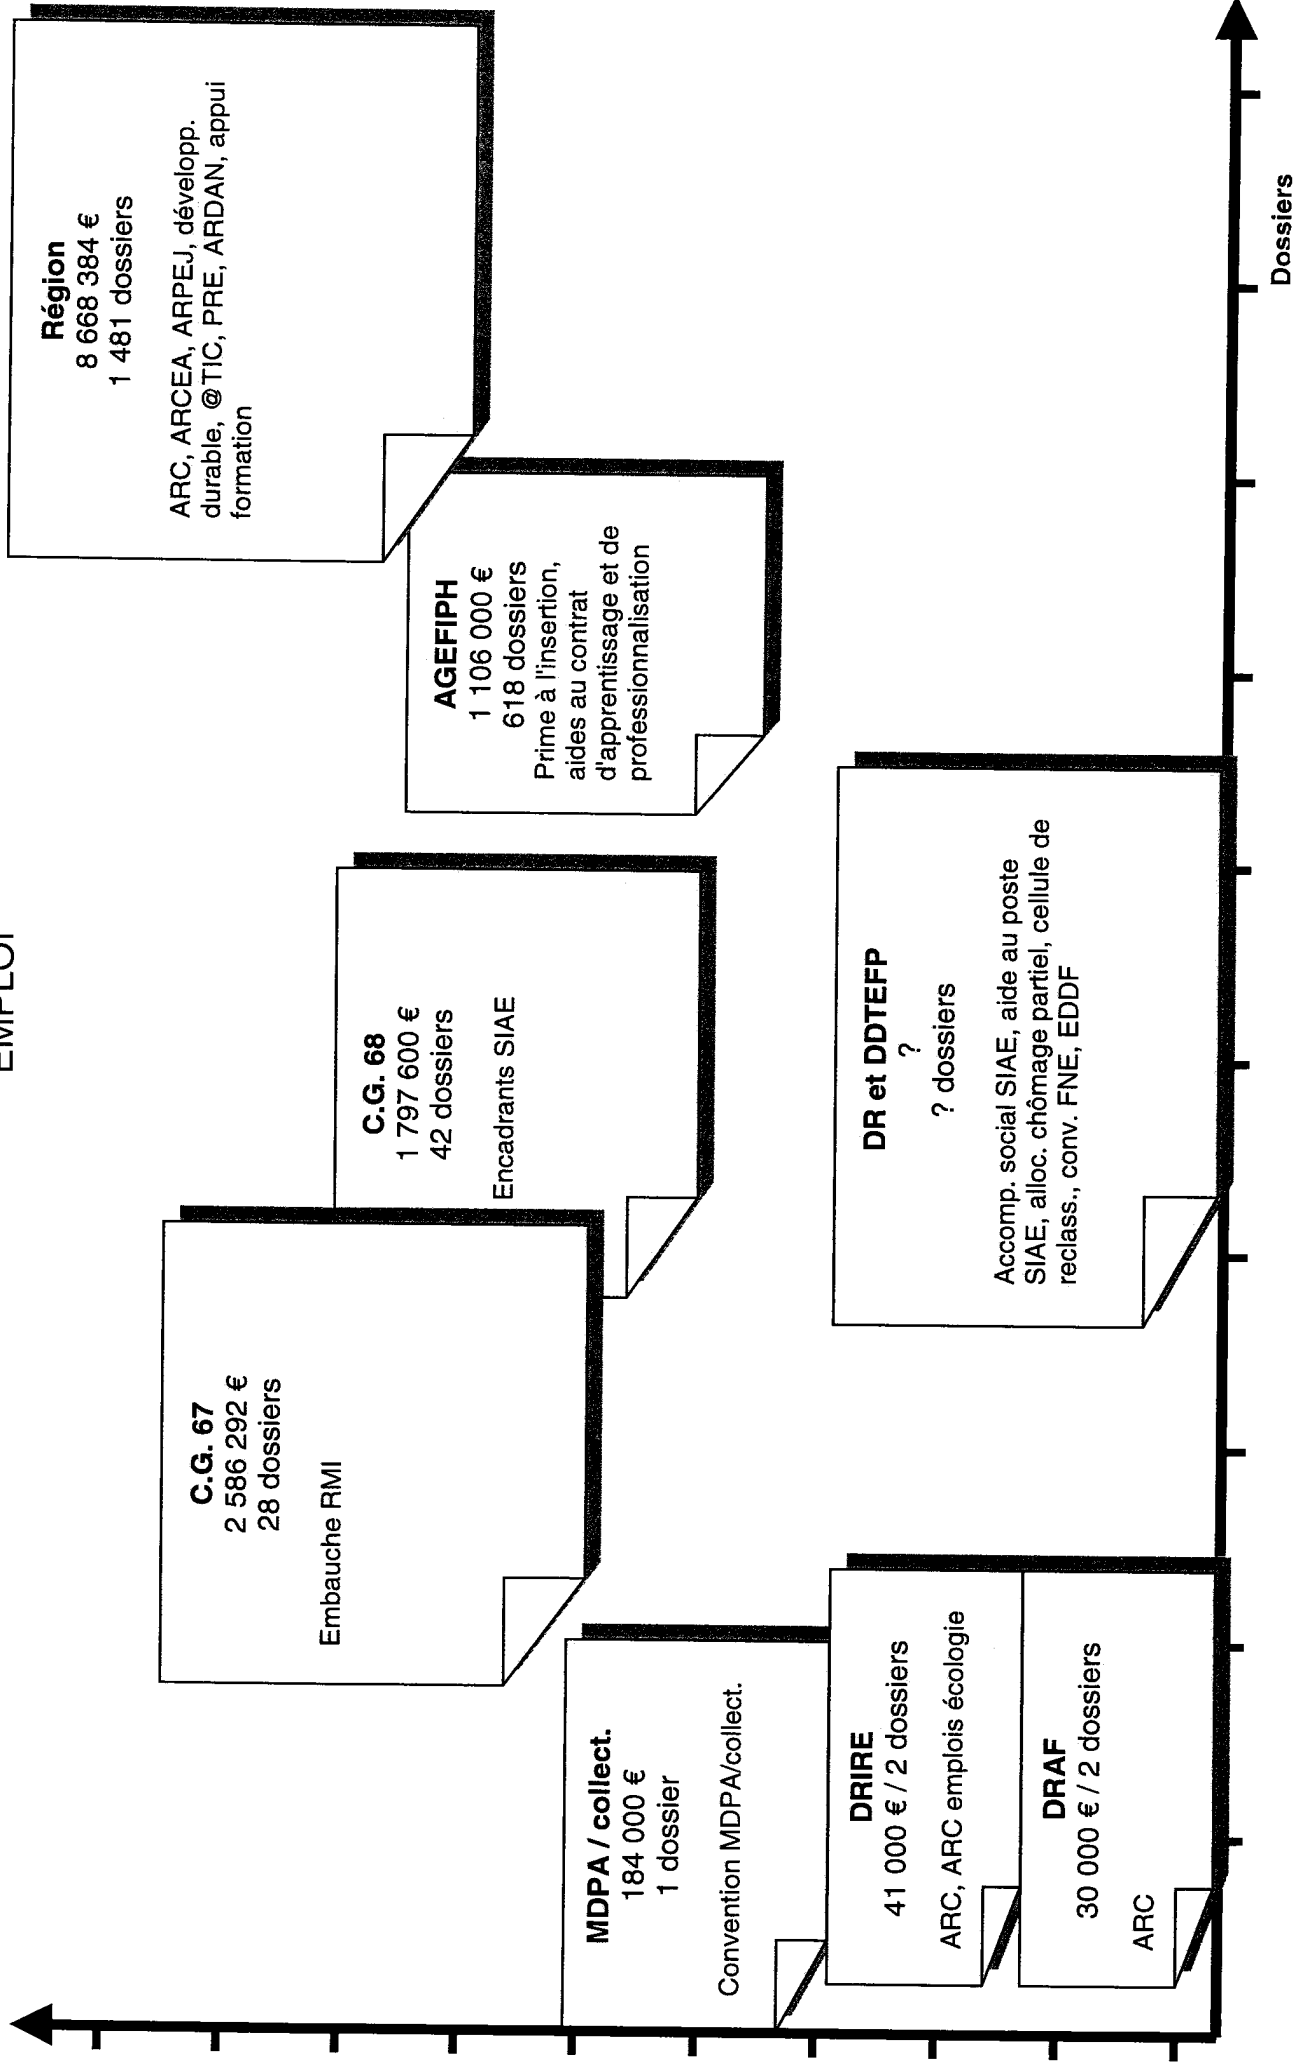 EMPLOI
Région
8 668 384 €
1 481 dossiers
ARC, ARCEA, ARPEJ, développ.
durable, @TIC, PRE, ARDAN, appui
formation
C.G. 67
2 586 292 €
28 dossiers
Embauche RMI
C.G. 68
1 797 600 €
42 dossiers
Encadrants SIAE
AGEFIPH
1 106 000 €
618 dossiers
Prime à l'insertion,
aides au contrat
d'apprentissage et de
professionnalisation
MDPA / collect.
184 000 €
1 dossier
Convention MDPA/collect.
DRIRE
41 000 € / 2 dossiers
ARC, ARC emplois écologie
DRAF
30 000 € / 2 dossiers
ARC
DR et DDTEFP
?
? dossiers
Accomp. social SIAE, aide au poste
SIAE, alloc. chômage partiel, cellule de
reclass., conv. FNE, EDDF
Dossiers